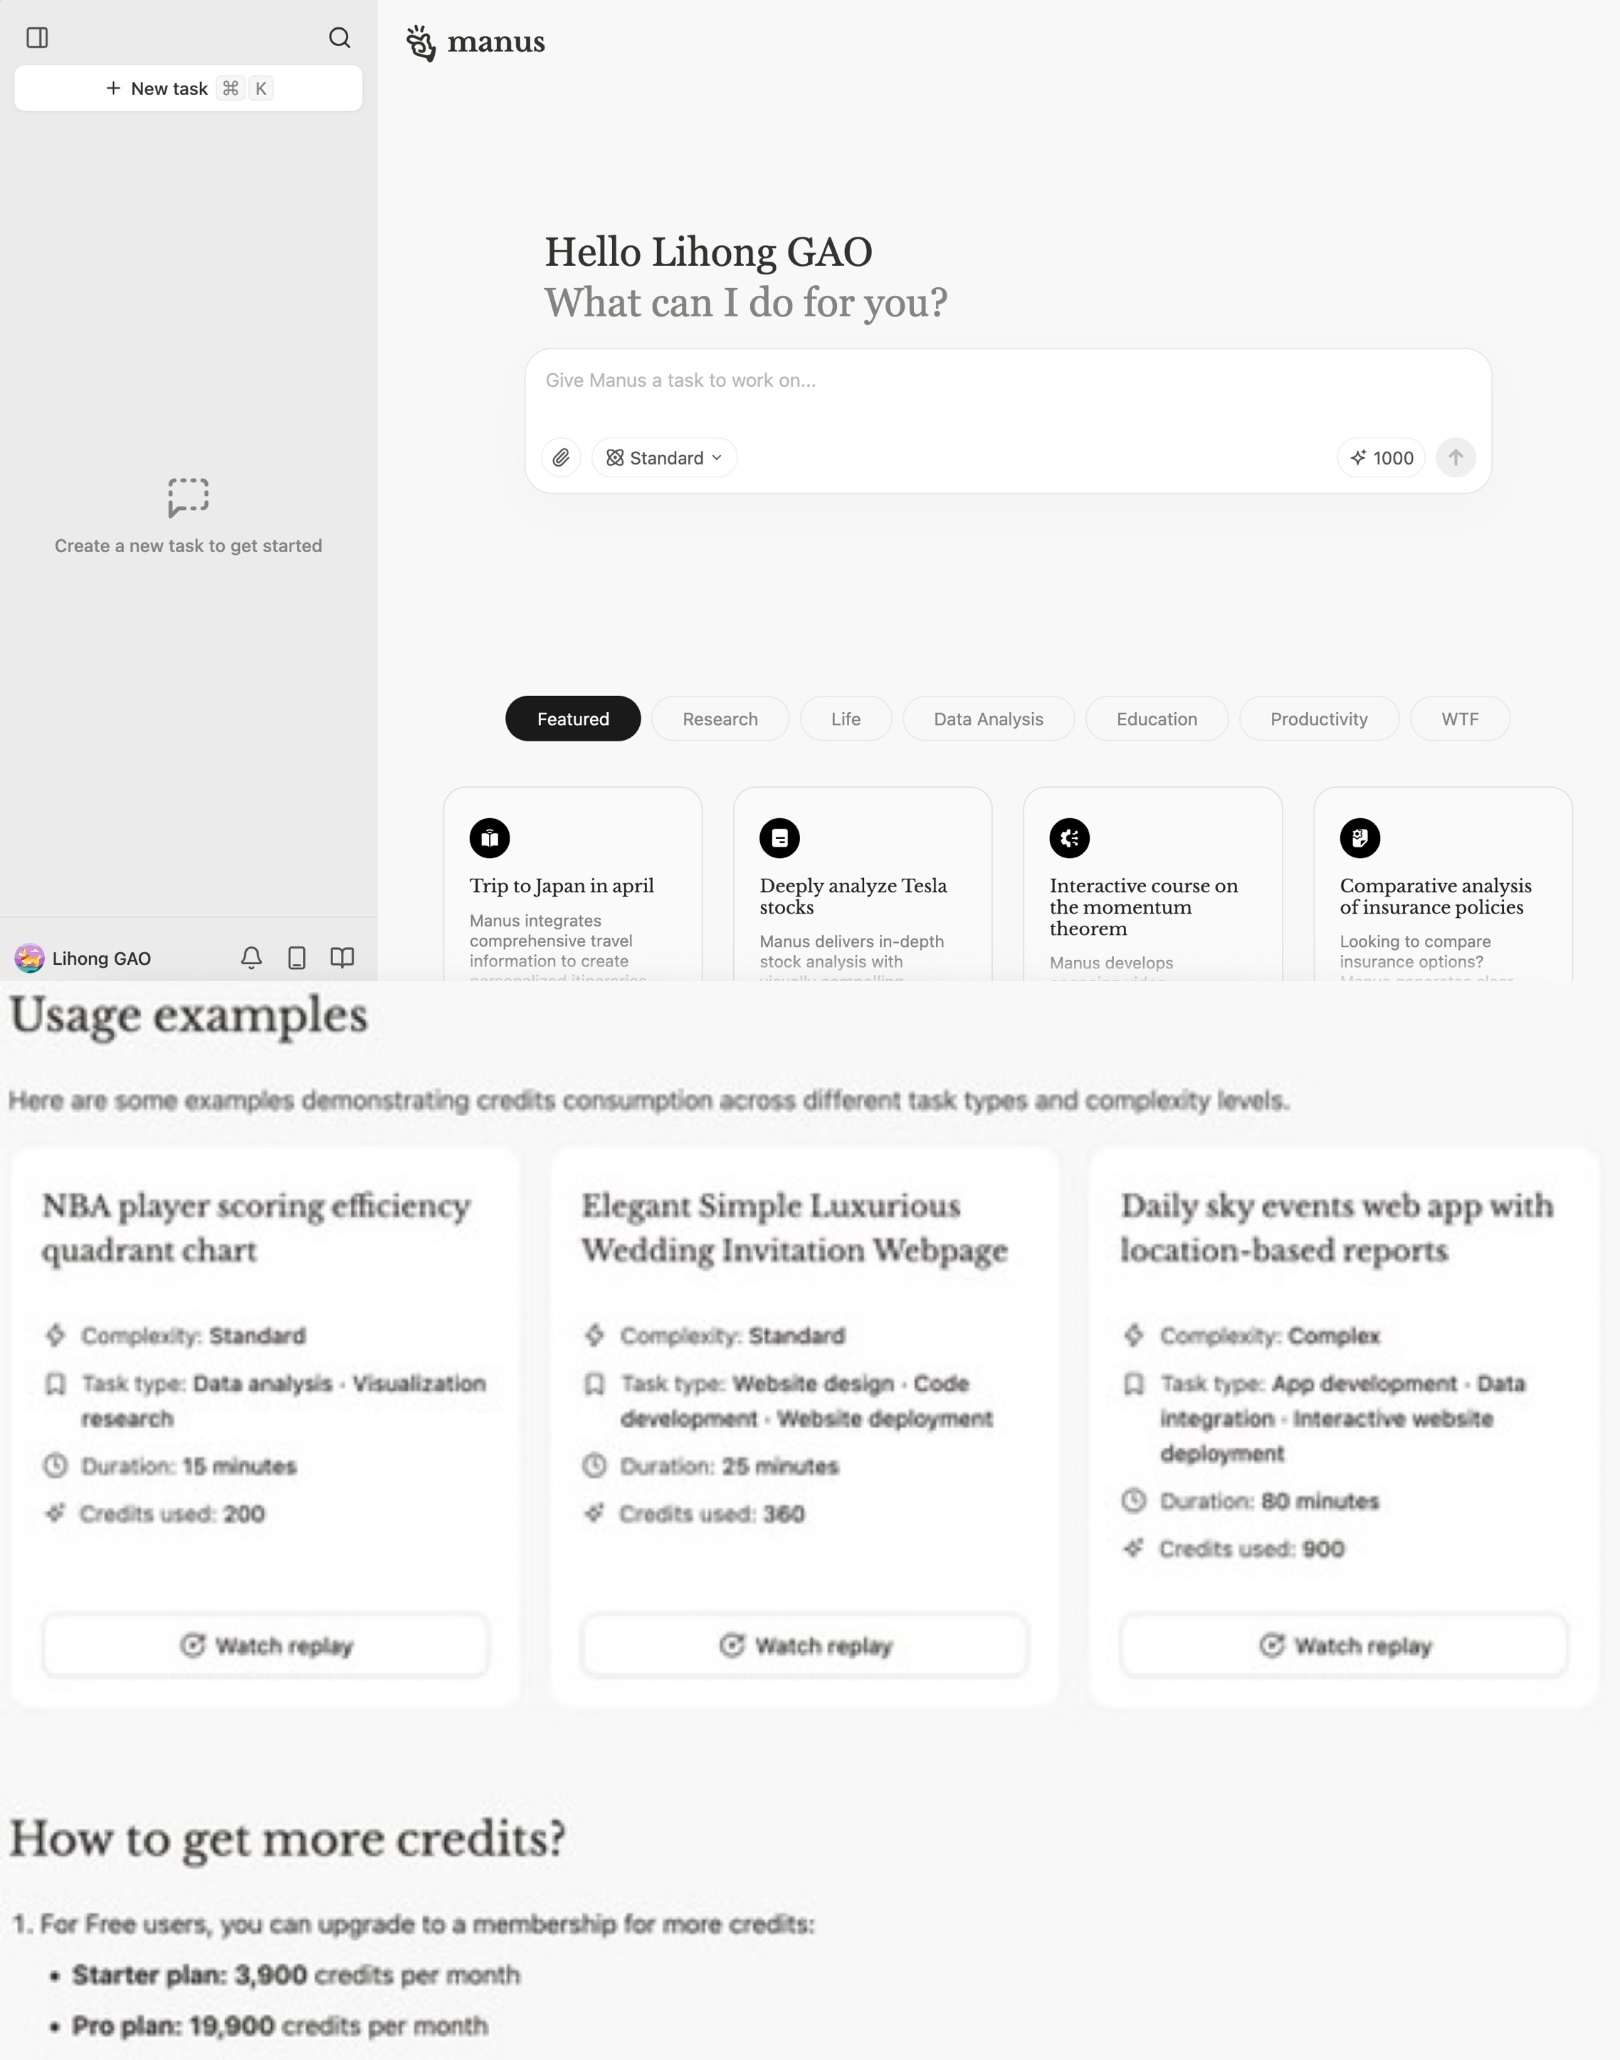 manus
+ New task ⌘ K
Hello Lihong GAO
What can I do for you?
Give Manus a task to work on...
Standard
1000
Create a new task to get started
Featured
Research
Life
Data Analysis
Education
Productivity
WTF
Trip to Japan in april
Manus integrates
comprehensive travel
information to create
personalized itineraries
Deeply analyze Tesla
stocks
Manus delivers in-depth
stock analysis with
visually compelling
Interactive course on
the momentum
theorem
Manus develops
engaging video
Comparative analysis
of insurance policies
Looking to compare
insurance options?
Manus generates clear
Lihong GAO
Usage examples
Here are some examples demonstrating credits consumption across different task types and complexity levels.
NBA player scoring efficiency
quadrant chart
Complexity: Standard
Task type: Data analysis · Visualization
research
Duration: 15 minutes
Credits used: 200
Watch replay
Elegant Simple Luxurious
Wedding Invitation Webpage
Complexity: Standard
Task type: Website design · Code
development · Website deployment
Duration: 25 minutes
Credits used: 360
Watch replay
Daily sky events web app with
location-based reports
Complexity: Complex
Task type: App development · Data
integration · Interactive website
deployment
Duration: 80 minutes
Credits used: 900
Watch replay
How to get more credits?
1. For Free users, you can upgrade to a membership for more credits:
• Starter plan: 3,900 credits per month
• Pro plan: 19,900 credits per month